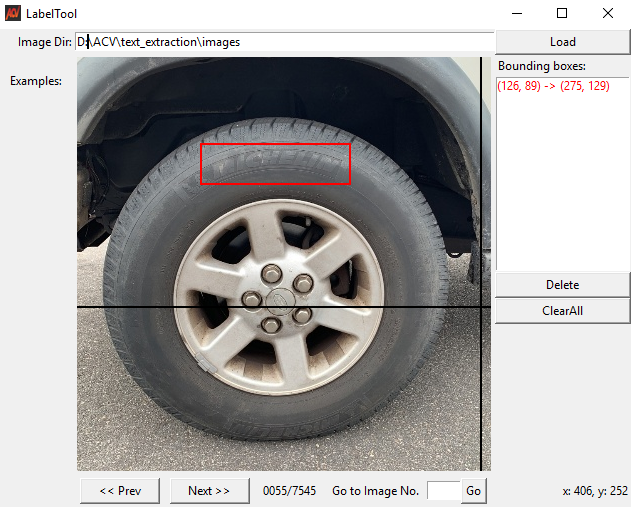 LabelTool
Image Dir: D:\ACV\text_extraction\images
Load
Examples:
Bounding boxes:
(126, 89) -> (275, 129)
Delete
ClearAll
<< Prev
Next >>
0055/7545
Go to Image No.
Go
x: 406, y: 252